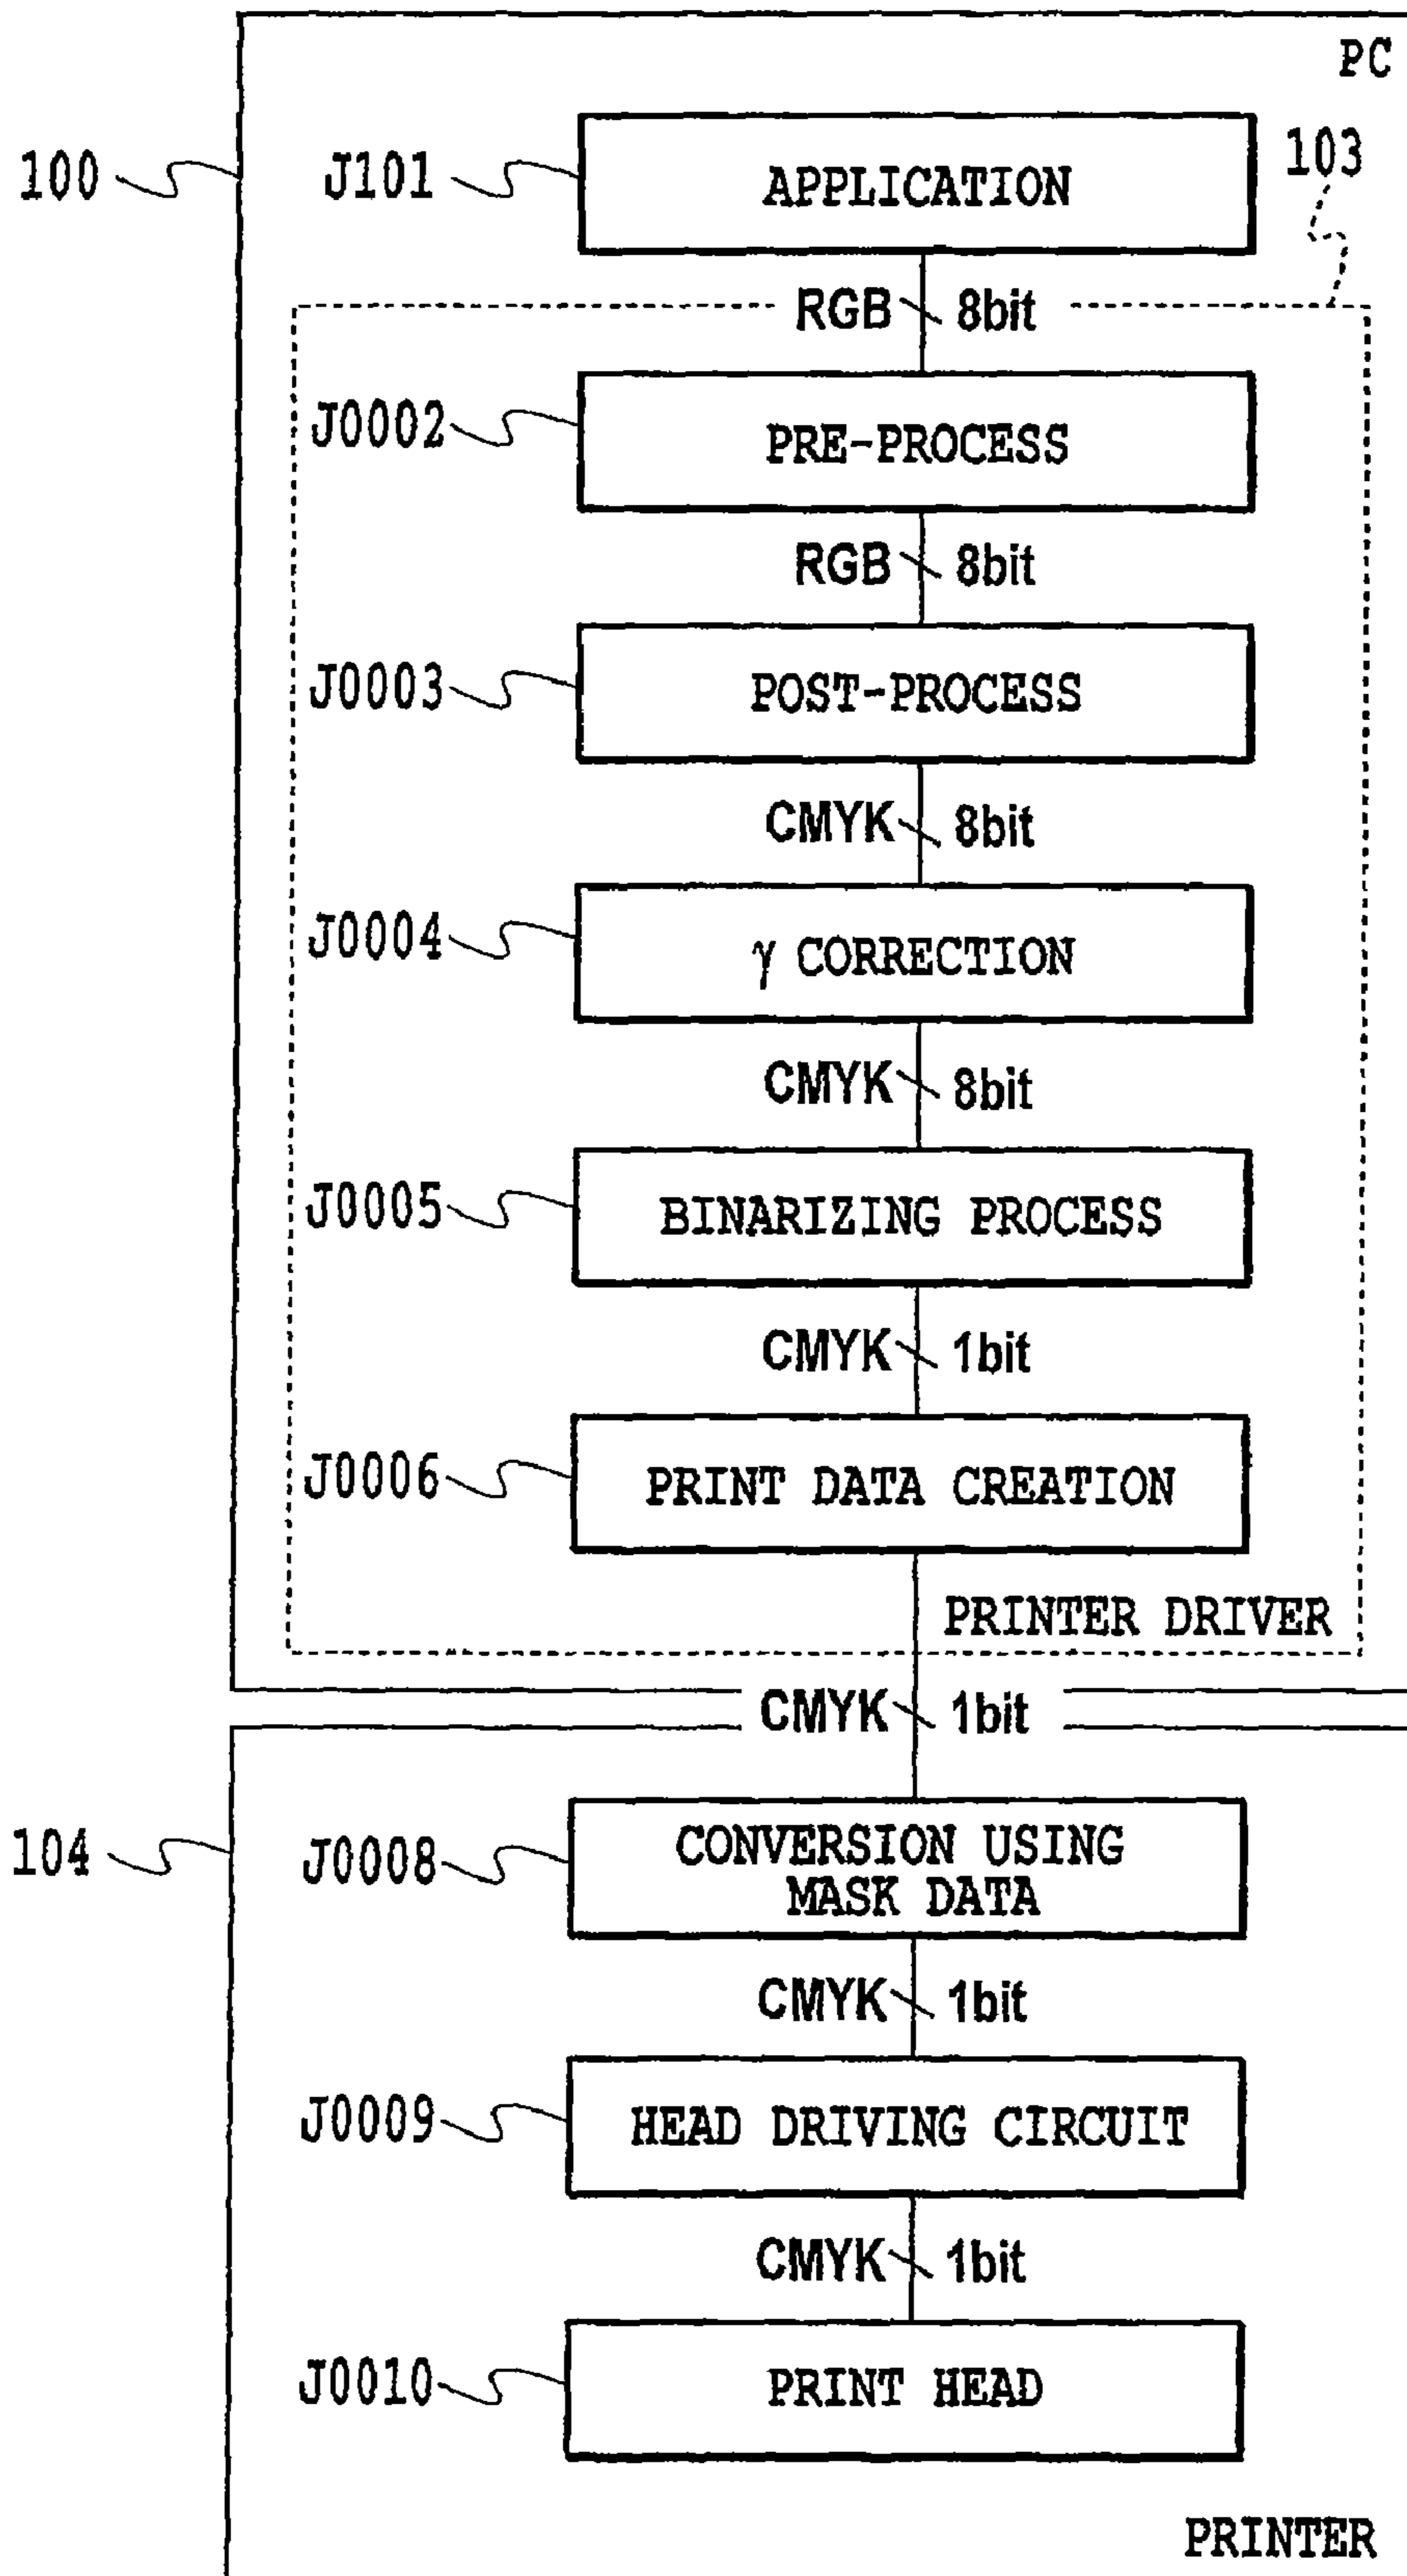 PC
100
J101
APPLICATION
103
RGB 8bit
J0002
PRE-PROCESS
RGB 8bit
J0003
POST-PROCESS
CMYK 8bit
J0004
γ CORRECTION
CMYK 8bit
J0005
BINARIZING PROCESS
CMYK 1bit
J0006
PRINT DATA CREATION
PRINTER DRIVER
CMYK 1bit
104
J0008
CONVERSION USING
MASK DATA
CMYK 1bit
J0009
HEAD DRIVING CIRCUIT
CMYK 1bit
J0010
PRINT HEAD
PRINTER